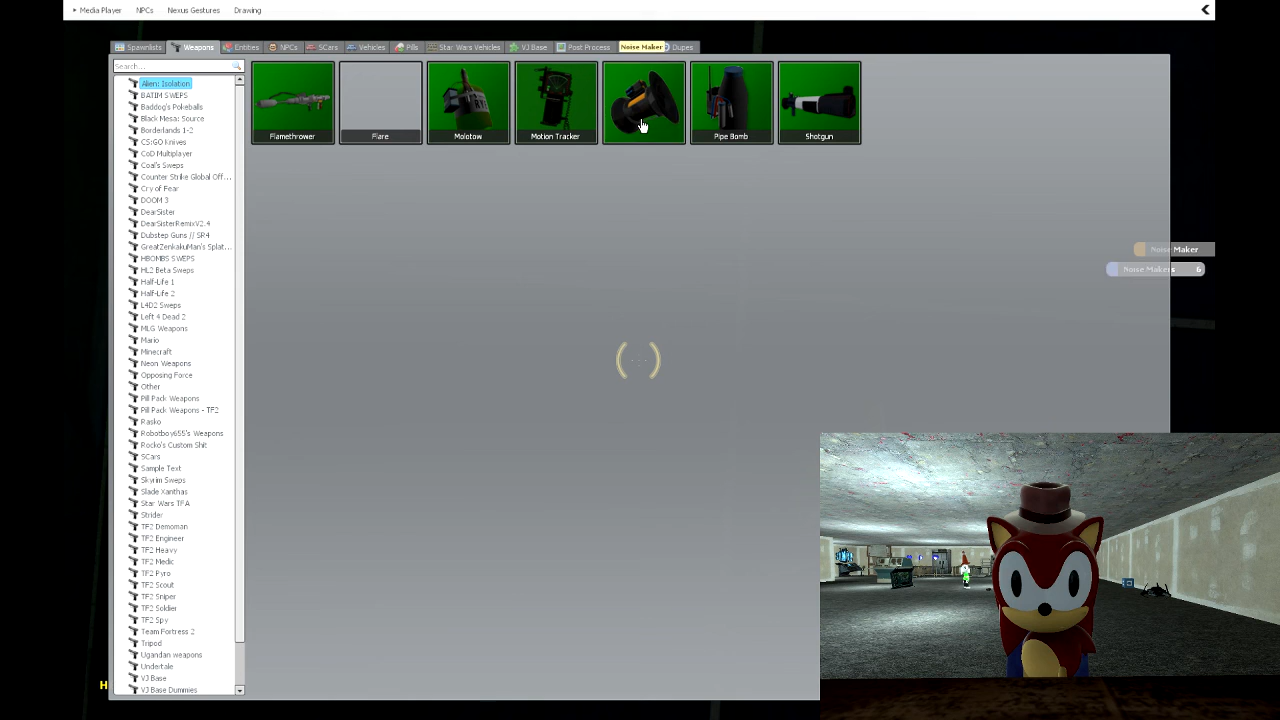 Media Player NPCs Nexus Gestures Drawing
Spawnlists Weapons Entities NPCs SCars Vehicles Pills Star Wars Vehicles VJ Base Post Process Noise Maker Dupes
Search...
Alien: Isolation
BATIM SWEPS
Baddog's Pokeballs
Black Mesa: Source
Borderlands 1-2
CS:GO Knives
CoD Multiplayer
Coal's Sweps
Counter Strike Global Off...
Cry of Fear
DOOM 3
DearSister
DearSisterRemixV2.4
Dubstep Guns // SR4
GreatZenkakuMan's Splat...
HBOMBS SWEPS
HL2 Beta Sweps
Half-Life 1
Half-Life 2
L4D2 Sweps
Left 4 Dead 2
MLG Weapons
Mario
Minecraft
Neon Weapons
Opposing Force
Other
Pill Pack Weapons
Pill Pack Weapons - TF2
Rasko
Robotboy655's Weapons
Rocko's Custom Shit
SCars
Sample Text
Skyrim Sweps
Slade Xanthas
Star Wars TFA
Strider
TF2 Demoman
TF2 Engineer
TF2 Heavy
TF2 Medic
TF2 Pyro
TF2 Scout
TF2 Sniper
TF2 Soldier
TF2 Spy
Team Fortress 2
Tripod
Ugandan weapons
Undertale
VJ Base
VJ Base Dummies
Flamethrower Flare Molotow Motion Tracker Pipe Bomb Shotgun
Noise Maker
Noise Makers 6
H